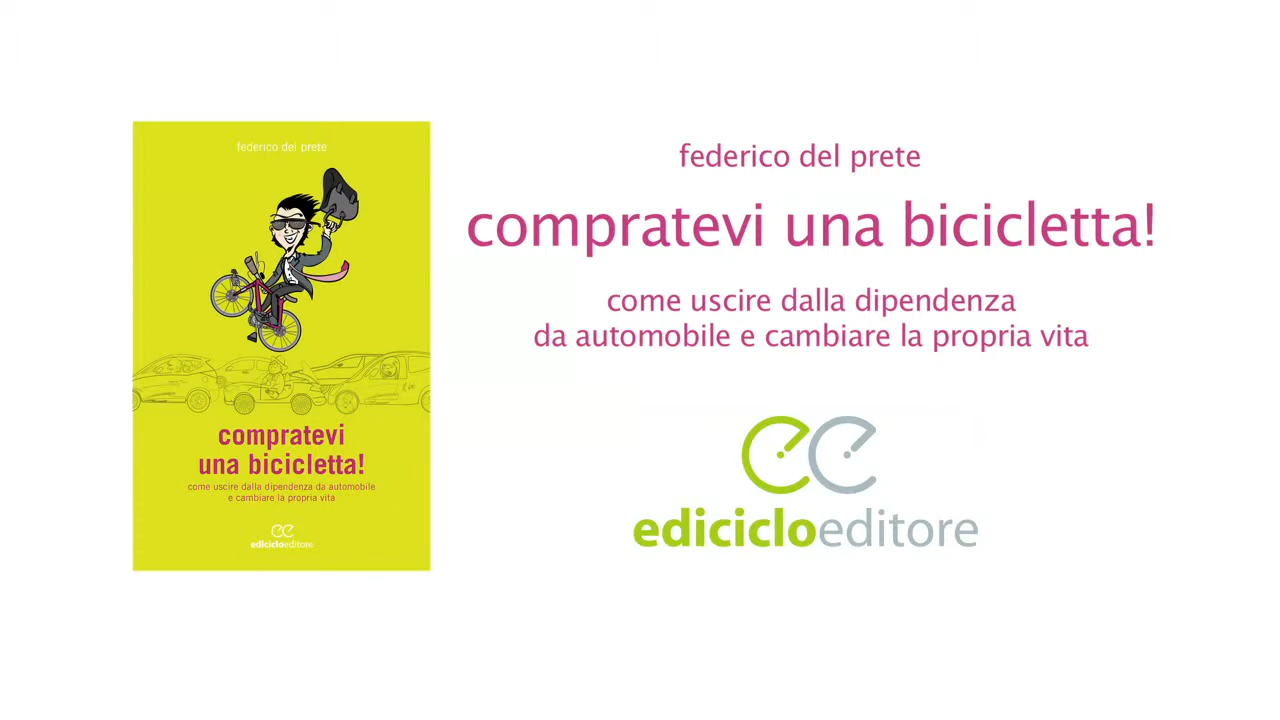 federico del prete
compratevi
una bicicletta!
come uscire dalla dipendenza da automobile
e cambiare la propria vita
edicicloeditore
federico del prete
compratevi una bicicletta!
come uscire dalla dipendenza
da automobile e cambiare la propria vita
edicicloeditore